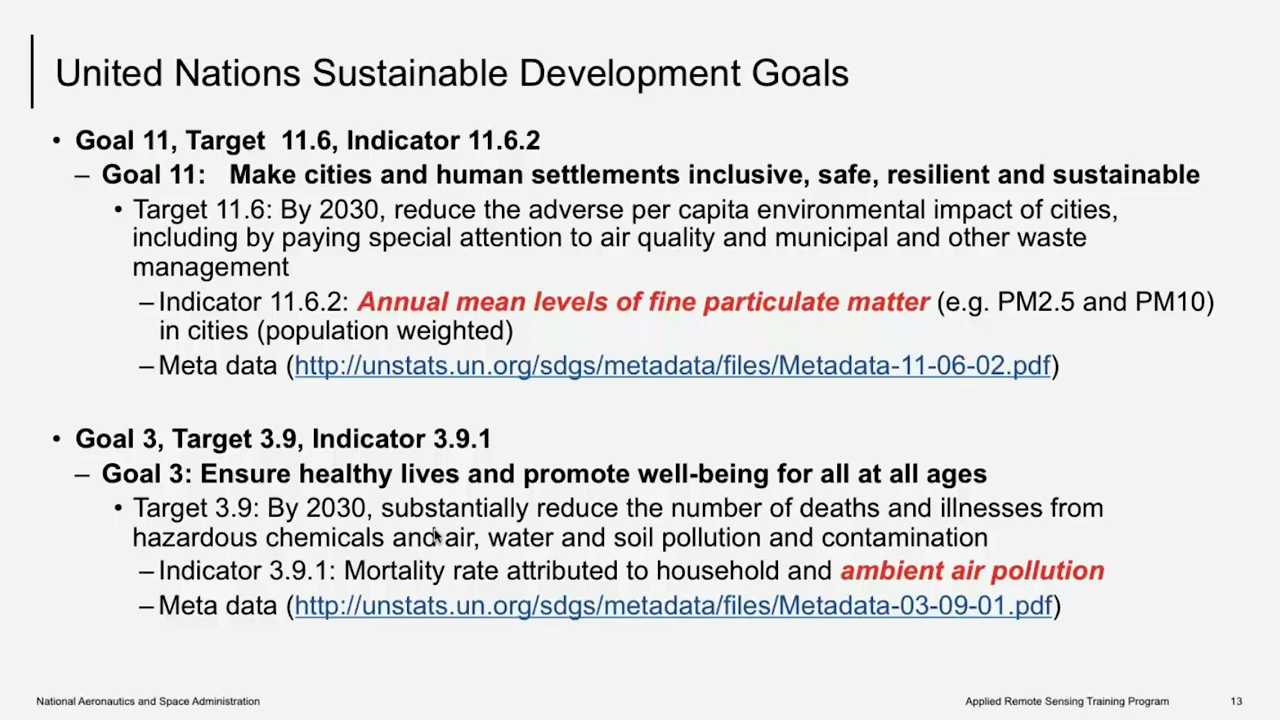 United Nations Sustainable Development Goals
• Goal 11, Target 11.6, Indicator 11.6.2
– Goal 11: Make cities and human settlements inclusive, safe, resilient and sustainable
• Target 11.6: By 2030, reduce the adverse per capita environmental impact of cities,
including by paying special attention to air quality and municipal and other waste
management
– Indicator 11.6.2: Annual mean levels of fine particulate matter (e.g. PM2.5 and PM10)
in cities (population weighted)
– Meta data (http://unstats.un.org/sdgs/metadata/files/Metadata-11-06-02.pdf)
• Goal 3, Target 3.9, Indicator 3.9.1
– Goal 3: Ensure healthy lives and promote well-being for all at all ages
• Target 3.9: By 2030, substantially reduce the number of deaths and illnesses from
hazardous chemicals and air, water and soil pollution and contamination
– Indicator 3.9.1: Mortality rate attributed to household and ambient air pollution
– Meta data (http://unstats.un.org/sdgs/metadata/files/Metadata-03-09-01.pdf)
National Aeronautics and Space Administration
Applied Remote Sensing Training Program
13